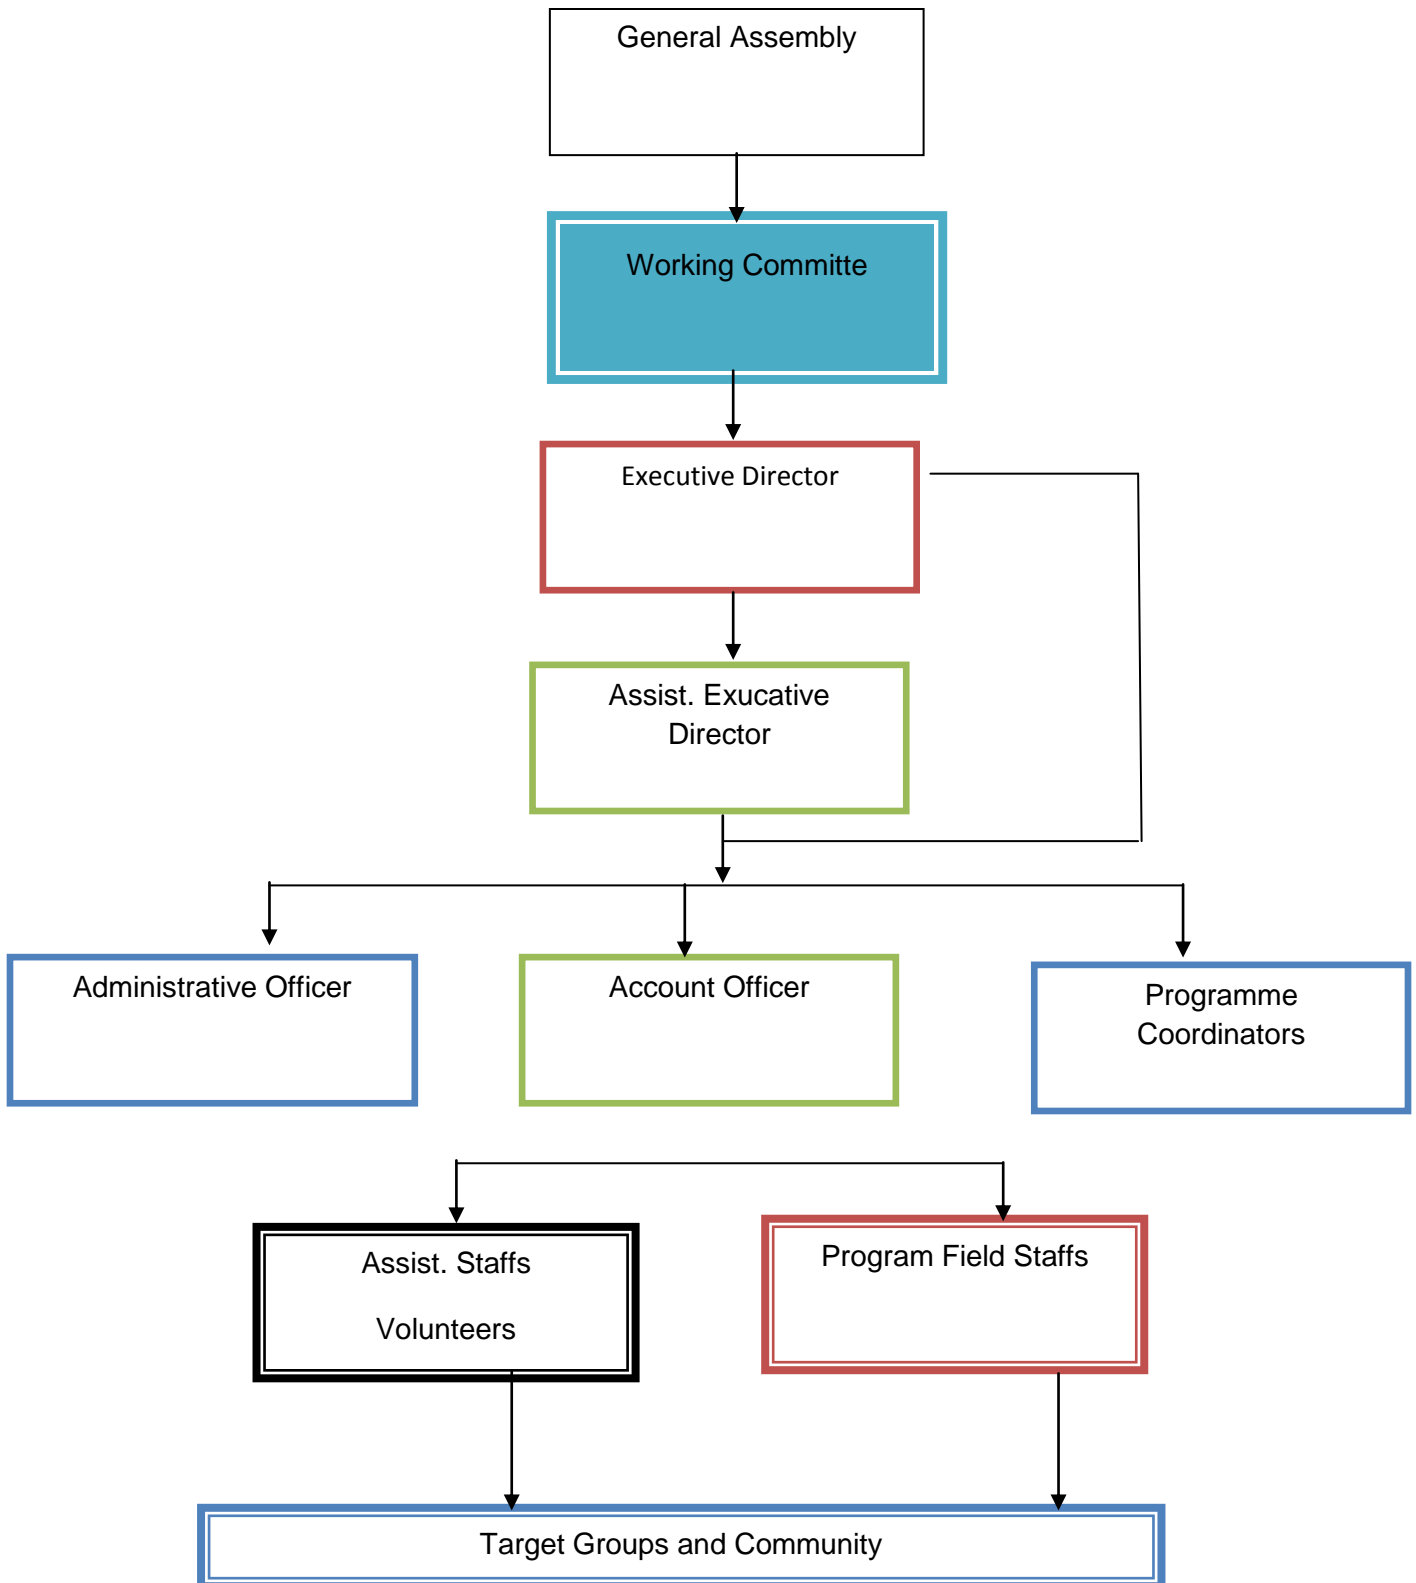 General Assembly
Working Committe
Executive Director
Assist. Exucative
Director
Administrative Officer
Account Officer
Programme
Coordinators
Assist. Staffs
Volunteers
Program Field Staffs
Target Groups and Community